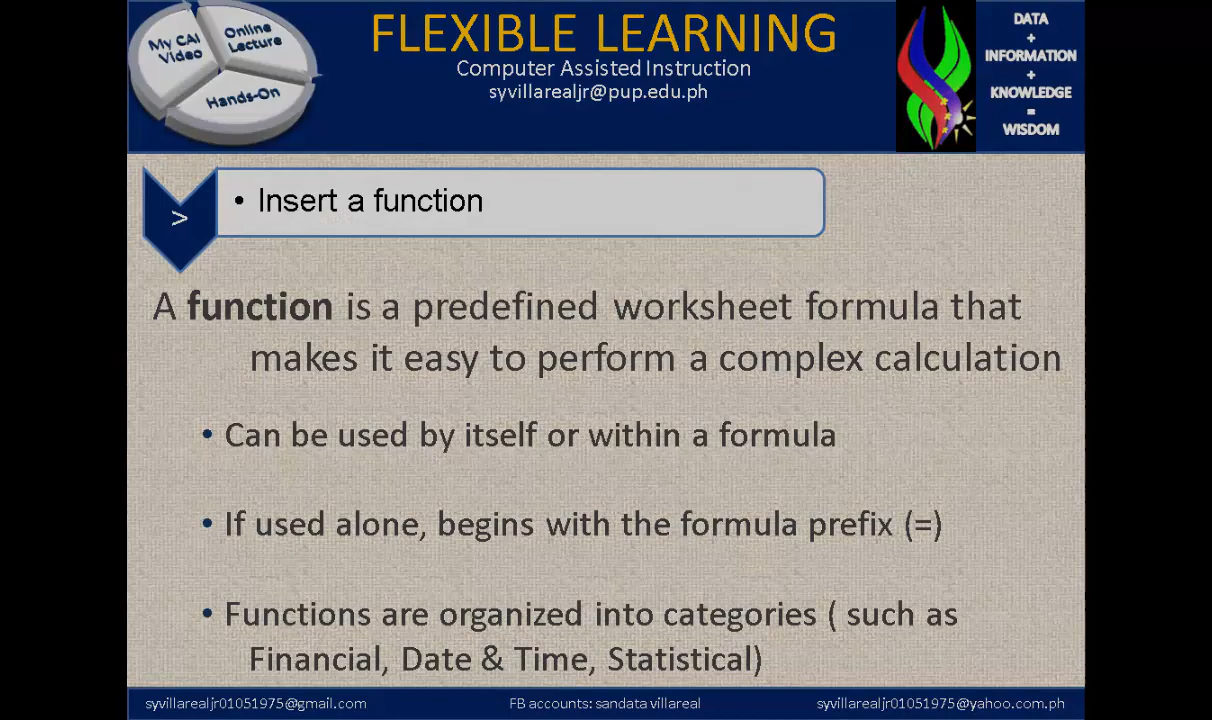 My CAI
Video
Online
Lecture
Hands-On
FLEXIBLE LEARNING
Computer Assisted Instruction
syvillarealjr@pup.edu.ph
DATA
+
INFORMATION
+
KNOWLEDGE
=
WISDOM
>
• Insert a function
A function is a predefined worksheet formula that
makes it easy to perform a complex calculation
• Can be used by itself or within a formula
• If used alone, begins with the formula prefix (=)
• Functions are organized into categories ( such as
Financial, Date & Time, Statistical)
syvillarealjr01051975@gmail.com
FB accounts: sandata villareal
syvillarealjr01051975@yahoo.com.ph